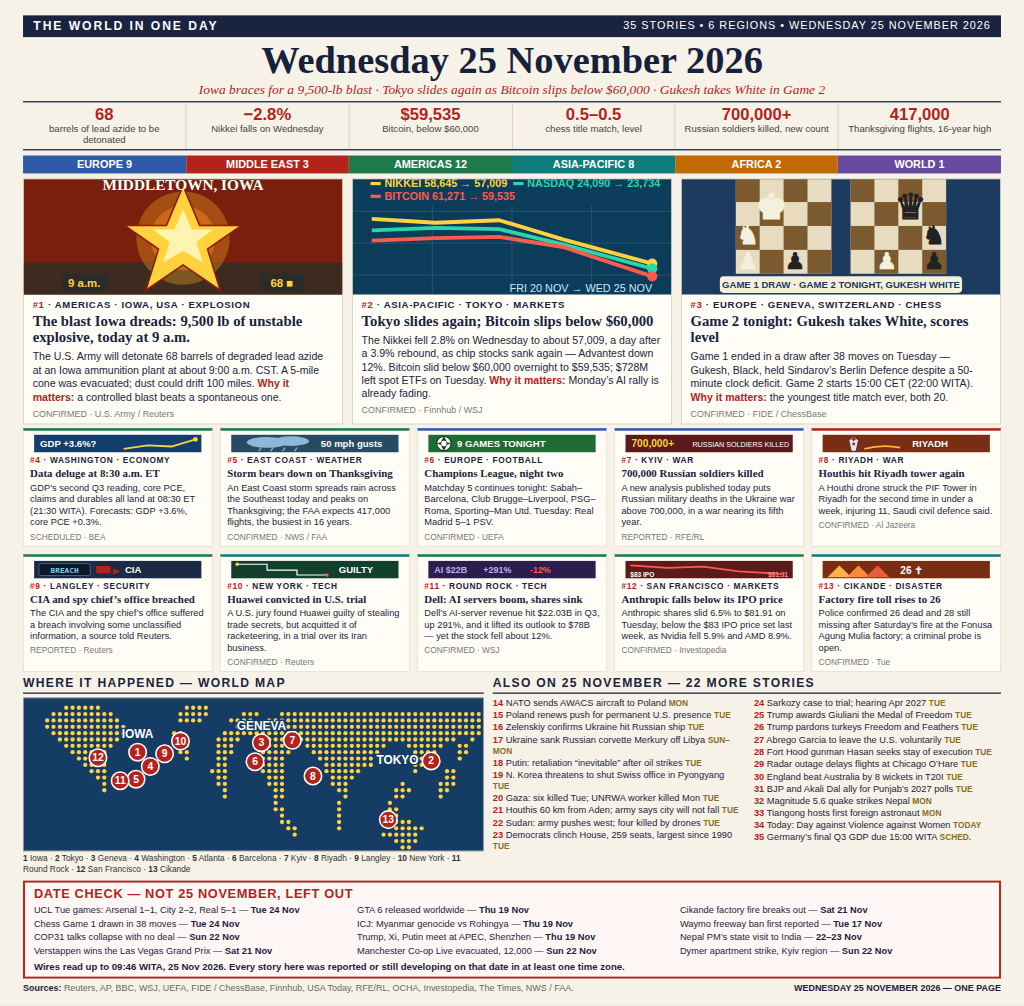 THE WORLD IN ONE DAY
35 STORIES • 6 REGIONS • WEDNESDAY 25 NOVEMBER 2026
Wednesday 25 November 2026
Iowa braces for a 9,500-lb blast · Tokyo slides again as Bitcoin slips below $60,000 · Gukesh takes White in Game 2
68
barrels of lead azide to be
detonated
−2.8%
Nikkei falls on Wednesday
$59,535
Bitcoin, below $60,000
0.5–0.5
chess title match, level
700,000+
Russian soldiers killed, new count
417,000
Thanksgiving flights, 16-year high
EUROPE 9
MIDDLE EAST 3
AMERICAS 12
ASIA-PACIFIC 8
AFRICA 2
WORLD 1
MIDDLETOWN, IOWA
9 a.m.
68 ■
#1 · AMERICAS · IOWA, USA · EXPLOSION
The blast Iowa dreads: 9,500 lb of unstable
explosive, today at 9 a.m.
The U.S. Army will detonate 68 barrels of degraded lead azide
at an Iowa ammunition plant at about 9:00 a.m. CST. A 5-mile
cone was evacuated; dust could drift 100 miles. Why it
matters: a controlled blast beats a spontaneous one.
CONFIRMED · U.S. Army / Reuters
NIKKEI 58,645 → 57,009
NASDAQ 24,090 → 23,734
BITCOIN 61,271 → 59,535
FRI 20 NOV → WED 25 NOV
#2 · ASIA-PACIFIC · TOKYO · MARKETS
Tokyo slides again; Bitcoin slips below $60,000
The Nikkei fell 2.8% on Wednesday to about 57,009, a day after
a 3.9% rebound, as chip stocks sank again — Advantest down
12%. Bitcoin slid below $60,000 overnight to $59,535; $728M
left spot ETFs on Tuesday. Why it matters: Monday's AI rally is
already fading.
CONFIRMED · Finnhub / WSJ
GAME 1 DRAW · GAME 2 TONIGHT, GUKESH WHITE
#3 · EUROPE · GENEVA, SWITZERLAND · CHESS
Game 2 tonight: Gukesh takes White, scores
level
Game 1 ended in a draw after 38 moves on Tuesday —
Gukesh, Black, held Sindarov's Berlin Defence despite a 50-
minute clock deficit. Game 2 starts 15:00 CET (22:00 WITA).
Why it matters: the youngest title match ever, both 20.
CONFIRMED · FIDE / ChessBase
GDP +3.6%?
#4 · WASHINGTON · ECONOMY
Data deluge at 8:30 a.m. ET
GDP's second Q3 reading, core PCE,
claims and durables all land at 08:30 ET
(21:30 WITA). Forecasts: GDP +3.6%,
core PCE +0.3%.
SCHEDULED · BEA
50 mph gusts
#5 · EAST COAST · WEATHER
Storm bears down on Thanksgiving
An East Coast storm spreads rain across
the Southeast today and peaks on
Thanksgiving; the FAA expects 417,000
flights, the busiest in 16 years.
CONFIRMED · NWS / FAA
9 GAMES TONIGHT
#6 · EUROPE · FOOTBALL
Champions League, night two
Matchday 5 continues tonight: Sabah–
Barcelona, Club Brugge–Liverpool, PSG–
Roma, Sporting–Man Utd. Tuesday: Real
Madrid 5–1 PSV.
CONFIRMED · UEFA
700,000+
RUSSIAN SOLDIERS KILLED
#7 · KYIV · WAR
700,000 Russian soldiers killed
A new analysis published today puts
Russian military deaths in the Ukraine war
above 700,000, in a war nearing its fifth
year.
REPORTED · RFE/RL
RIYADH
#8 · RIYADH · WAR
Houthis hit Riyadh tower again
A Houthi drone struck the PIF Tower in
Riyadh for the second time in under a
week, injuring 11, Saudi civil defence said.
CONFIRMED · Al Jazeera
BREACH
CIA
#9 · LANGLEY · SECURITY
CIA and spy chief's office breached
The CIA and the spy chief's office suffered
a breach involving some unclassified
information, a source told Reuters.
REPORTED · Reuters
GUILTY
#10 · NEW YORK · TECH
Huawei convicted in U.S. trial
A U.S. jury found Huawei guilty of stealing
trade secrets, but acquitted it of
racketeering, in a trial over its Iran
business.
CONFIRMED · Reuters
AI $22B
+291%
-12%
#11 · ROUND ROCK · TECH
Dell: AI servers boom, shares sink
Dell's AI-server revenue hit $22.03B in Q3,
up 291%, and it lifted its outlook to $78B
— yet the stock fell about 12%.
CONFIRMED · WSJ
$83 IPO
$81.91
#12 · SAN FRANCISCO · MARKETS
Anthropic falls below its IPO price
Anthropic shares slid 6.5% to $81.91 on
Tuesday, below the $83 IPO price set last
week, as Nvidia fell 5.9% and AMD 8.9%.
CONFIRMED · Investopedia
26 ✝
#13 · CIKANDE · DISASTER
Factory fire toll rises to 26
Police confirmed 26 dead and 28 still
missing after Saturday's fire at the Fonusa
Agung Mulia factory; a criminal probe is
open.
CONFIRMED · Tue
WHERE IT HAPPENED — WORLD MAP
IOWA
GENEVA
TOKYO
1
2
3
4
5
6
7
8
9
10
11
12
13
1 Iowa · 2 Tokyo · 3 Geneva · 4 Washington · 5 Atlanta · 6 Barcelona · 7 Kyiv · 8 Riyadh · 9 Langley · 10 New York · 11
Round Rock · 12 San Francisco · 13 Cikande
ALSO ON 25 NOVEMBER — 22 MORE STORIES
14 NATO sends AWACS aircraft to Poland MON
15 Poland renews push for permanent U.S. presence TUE
16 Zelenskiy confirms Ukraine hit Russian ship TUE
17 Ukraine sank Russian corvette Merkury off Libya SUN–
MON
18 Putin: retaliation “inevitable” after oil strikes TUE
19 N. Korea threatens to shut Swiss office in Pyongyang
TUE
20 Gaza: six killed Tue; UNRWA worker killed Mon TUE
21 Houthis 60 km from Aden; army says city will not fall TUE
22 Sudan: army pushes west; four killed by drones TUE
23 Democrats clinch House, 259 seats, largest since 1990
TUE
24 Sarkozy case to trial; hearing Apr 2027 TUE
25 Trump awards Giuliani the Medal of Freedom TUE
26 Trump pardons turkeys Freedom and Feathers TUE
27 Abrego Garcia to leave the U.S. voluntarily TUE
28 Fort Hood gunman Hasan seeks stay of execution TUE
29 Radar outage delays flights at Chicago O'Hare TUE
30 England beat Australia by 8 wickets in T20I TUE
31 BJP and Akali Dal ally for Punjab's 2027 polls TUE
32 Magnitude 5.6 quake strikes Nepal MON
33 Tiangong hosts first foreign astronaut MON
34 Today: Day against Violence against Women TODAY
35 Germany's final Q3 GDP due 15:00 WITA SCHED.
DATE CHECK — NOT 25 NOVEMBER, LEFT OUT
UCL Tue games: Arsenal 1–1, City 2–2, Real 5–1 — Tue 24 Nov
Chess Game 1 drawn in 38 moves — Tue 24 Nov
COP31 talks collapse with no deal — Sun 22 Nov
Verstappen wins the Las Vegas Grand Prix — Sat 21 Nov
GTA 6 released worldwide — Thu 19 Nov
ICJ: Myanmar genocide vs Rohingya — Thu 19 Nov
Trump, Xi, Putin meet at APEC, Shenzhen — Thu 19 Nov
Manchester Co-op Live evacuated, 12,000 — Sun 22 Nov
Cikande factory fire breaks out — Sat 21 Nov
Waymo freeway ban first reported — Tue 17 Nov
Nepal PM's state visit to India — 22–23 Nov
Dymer apartment strike, Kyiv region — Sun 22 Nov
Wires read up to 09:46 WITA, 25 Nov 2026. Every story here was reported or still developing on that date in at least one time zone.
Sources: Reuters, AP, BBC, WSJ, UEFA, FIDE / ChessBase, Finnhub, USA Today, RFE/RL, OCHA, Investopedia, The Times, NWS / FAA.
WEDNESDAY 25 NOVEMBER 2026 — ONE PAGE